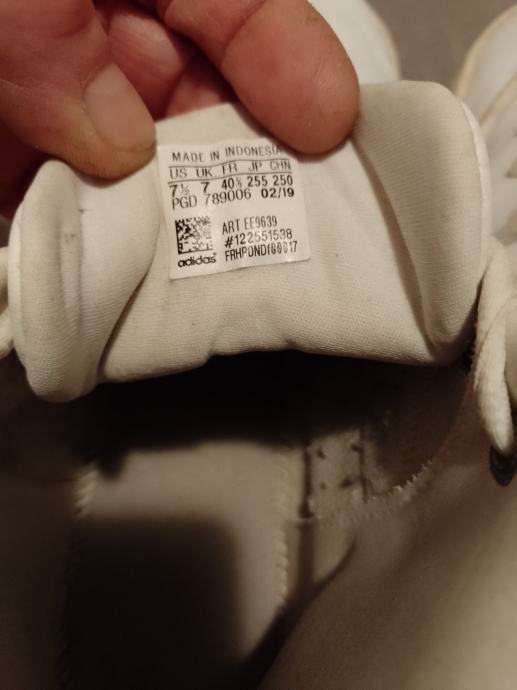 MADE IN INDONESIA
US UK FR JP CHN
7½ 7 40⅔ 255 250
PGD 789006 02/19
ART EE9639
#122551538
adidas